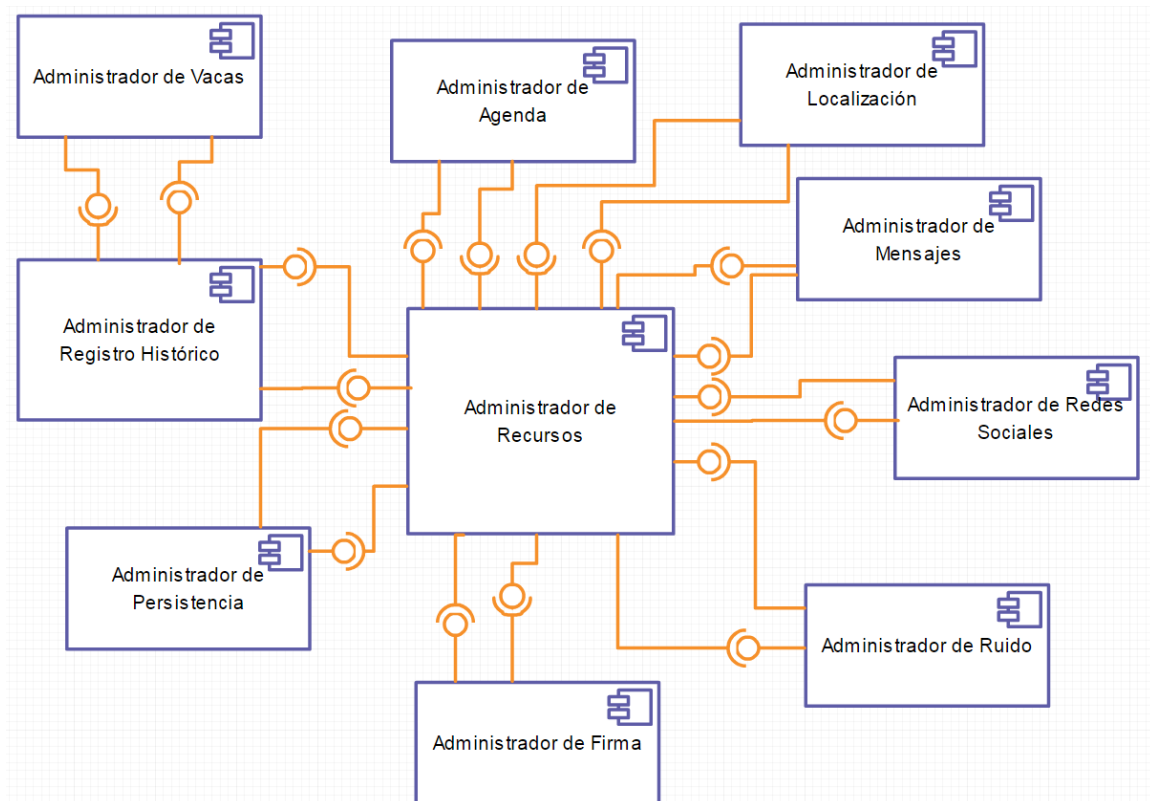 Administrador de Vacas
Administrador de
Agenda
Administrador de
Localización
Administrador de
Mensajes
Administrador de
Registro Histórico
Administrador de
Recursos
Administrador de Redes
Sociales
Administrador de
Persistencia
Administrador de Ruido
Administrador de Firma